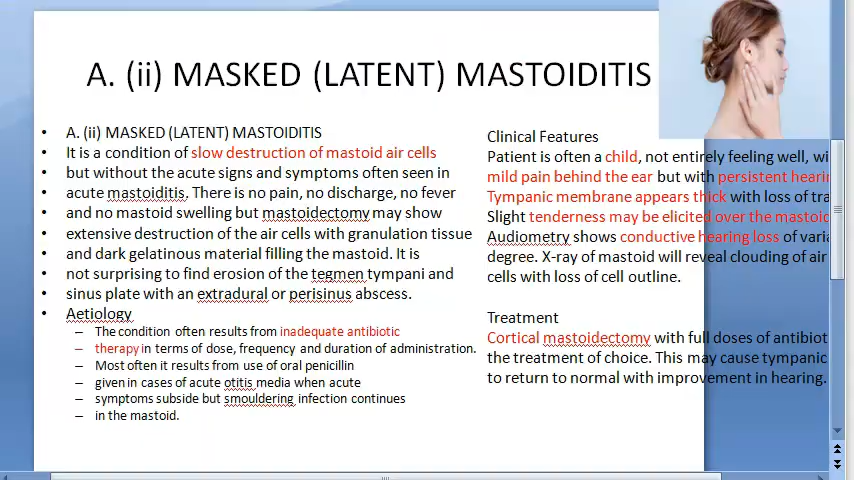 A. (ii) MASKED (LATENT) MASTOIDITIS
A. (ii) MASKED (LATENT) MASTOIDITIS
It is a condition of slow destruction of mastoid air cells
but without the acute signs and symptoms often seen in
acute mastoiditis. There is no pain, no discharge, no fever
and no mastoid swelling but mastoidectomy may show
extensive destruction of the air cells with granulation tissue
and dark gelatinous material filling the mastoid. It is
not surprising to find erosion of the tegmen tympani and
sinus plate with an extradural or perisinus abscess.
Aetiology
– The condition often results from inadequate antibiotic
– therapy in terms of dose, frequency and duration of administration.
– Most often it results from use of oral penicillin
– given in cases of acute otitis media when acute
– symptoms subside but smouldering infection continues
– in the mastoid.
Clinical Features
Patient is often a child, not entirely feeling well,
mild pain behind the ear but with persistent
Tympanic membrane appears thick with loss of
Slight tenderness may be elicited over the mastoid
Audiometry shows conductive hearing loss of
degree. X-ray of mastoid will reveal clouding of air
cells with loss of cell outline.
Treatment
Cortical mastoidectomy with full doses of
the treatment of choice. This may cause tympanic
to return to normal with improvement in hearing.